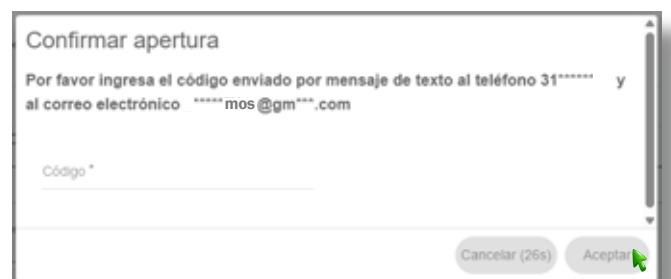 Confirmar apertura
Por favor ingresa el código enviado por mensaje de texto al teléfono 31****** y
al correo electrónico *****mos@gm***.com
Código *
Cancelar (26s) Aceptar